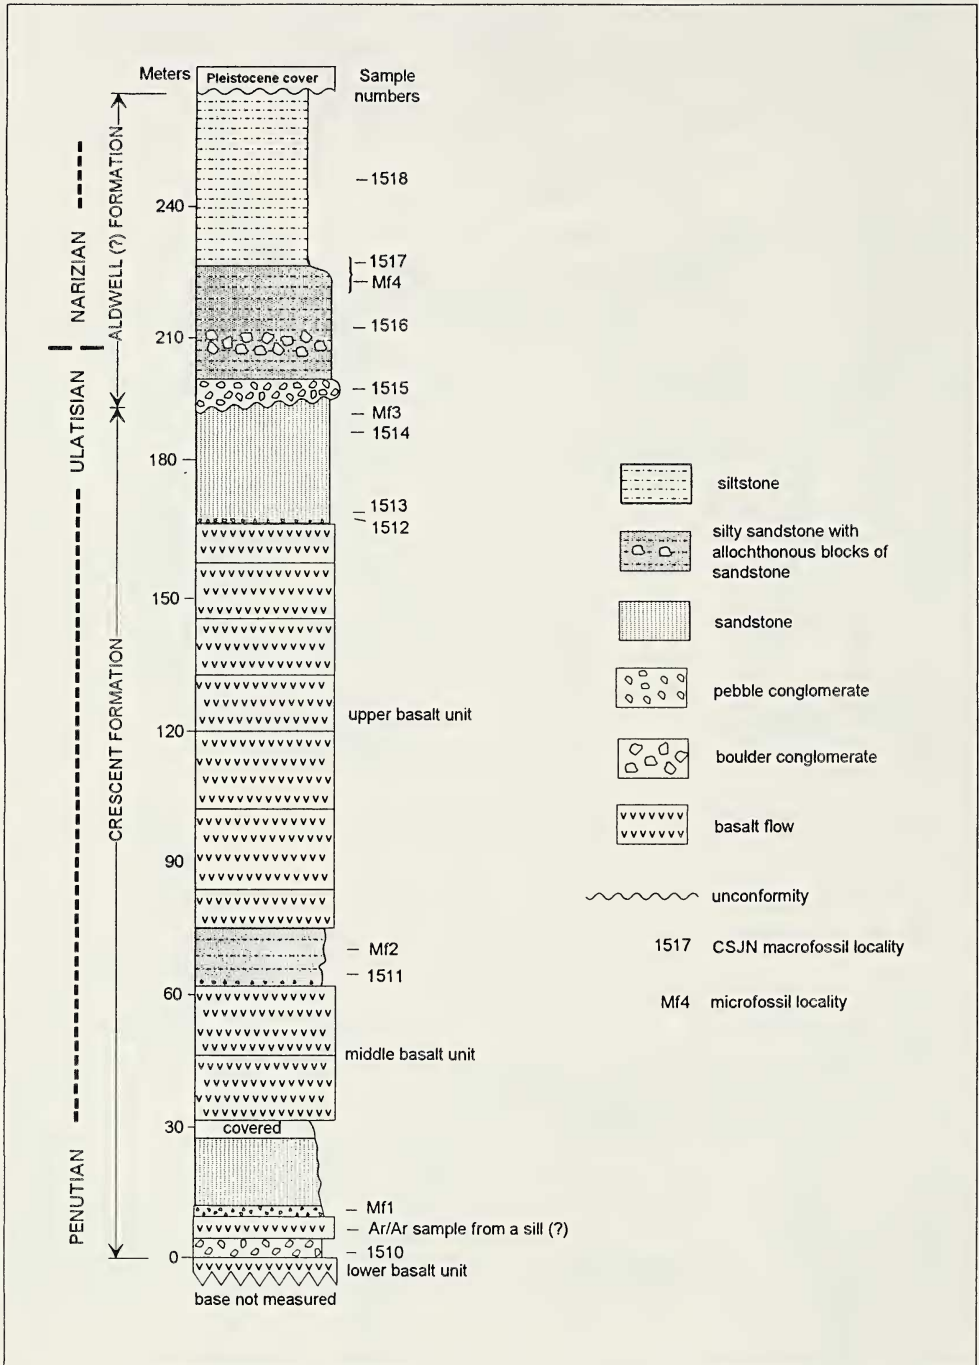 Meters
Pleistocene cover
Sample
numbers
NARIZIAN
ULATISIAN
PENUTIAN
ALDWELL (?) FORMATION
CRESCENT FORMATION
240
210
180
150
120
90
60
30
0
1518
1517
Mf4
1516
1515
Mf3
1514
1513
1512
upper basalt unit
Mf2
1511
middle basalt unit
covered
Mf1
Ar/Ar sample from a sill (?)
1510
lower basalt unit
base not measured
siltstone
silty sandstone with
allochthonous blocks of
sandstone
sandstone
pebble conglomerate
boulder conglomerate
basalt flow
unconformity
1517 CSJN macrofossil locality
Mf4 microfossil locality